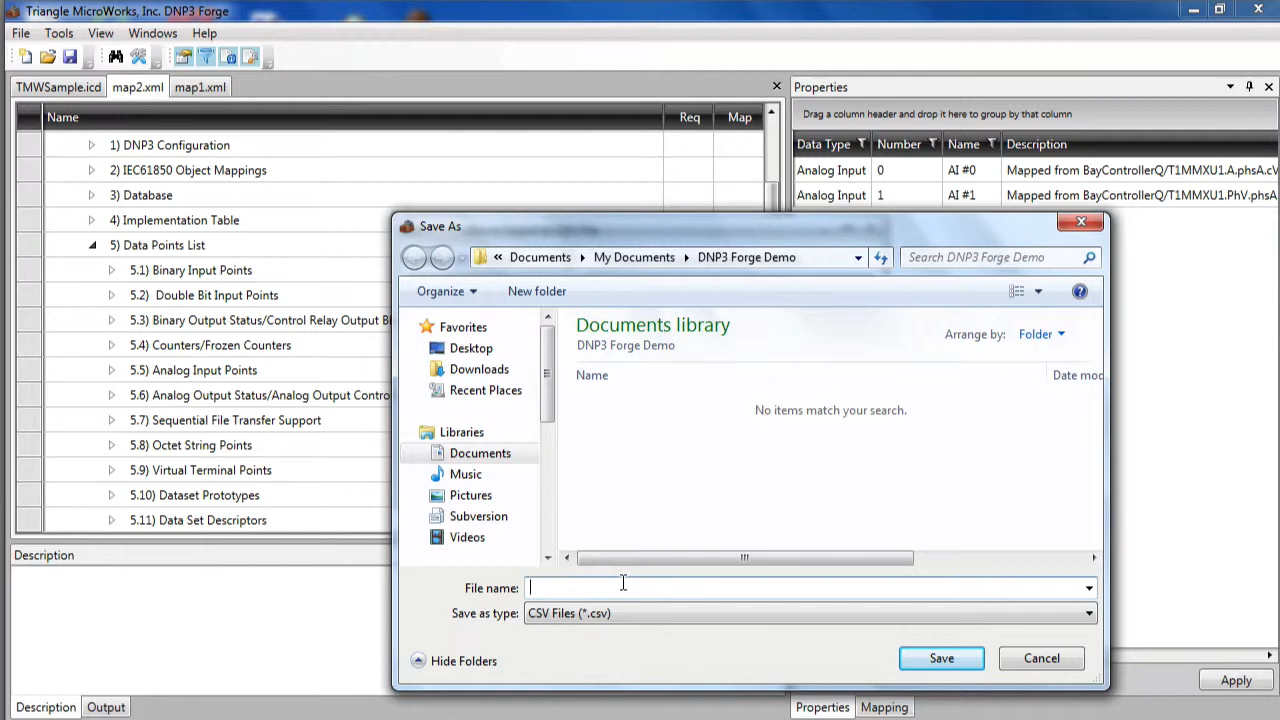 Triangle MicroWorks, Inc. DNP3 Forge
File Tools View Windows Help
TMWSample.icd map2.xml map1.xml
Name Req Map
1) DNP3 Configuration
2) IEC61850 Object Mappings
3) Database
4) Implementation Table
5) Data Points List
5.1) Binary Input Points
5.2) Double Bit Input Points
5.3) Binary Output Status/Control Relay Output Bl
5.4) Counters/Frozen Counters
5.5) Analog Input Points
5.6) Analog Output Status/Analog Output Contro
5.7) Sequential File Transfer Support
5.8) Octet String Points
5.9) Virtual Terminal Points
5.10) Dataset Prototypes
5.11) Data Set Descriptors
Description
Description Output
Properties
Drag a column header and drop it here to group by that column
Data Type Number Name Description
Analog Input 0 AI #0 Mapped from BayControllerQ/T1MMXU1.A.phsA.cV
Analog Input 1 AI #1 Mapped from BayControllerQ/T1MMXU1.PhV.phsA
Apply
Properties Mapping
Save As
« Documents My Documents DNP3 Forge Demo Search DNP3 Forge Demo
Organize New folder
Favorites
Desktop
Downloads
Recent Places
Libraries
Documents
Music
Pictures
Subversion
Videos
Documents library
DNP3 Forge Demo
Arrange by: Folder
Name Date mod
No items match your search.
File name:
Save as type: CSV Files (*.csv)
Hide Folders Save Cancel